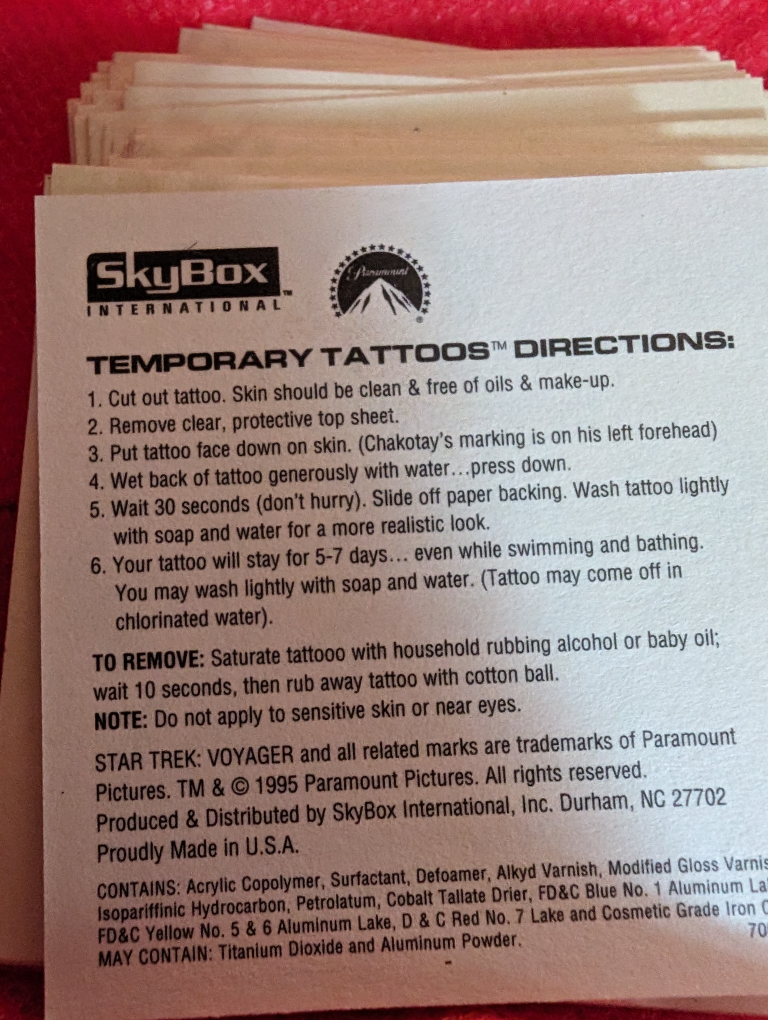 SkyBox™
INTERNATIONAL
Paramount
®
TEMPORARY TATTOOS™ DIRECTIONS:
1. Cut out tattoo. Skin should be clean & free of oils & make-up.
2. Remove clear, protective top sheet.
3. Put tattoo face down on skin. (Chakotay's marking is on his left forehead)
4. Wet back of tattoo generously with water...press down.
5. Wait 30 seconds (don't hurry). Slide off paper backing. Wash tattoo lightly
with soap and water for a more realistic look.
6. Your tattoo will stay for 5-7 days... even while swimming and bathing.
You may wash lightly with soap and water. (Tattoo may come off in
chlorinated water).
TO REMOVE: Saturate tattooo with household rubbing alcohol or baby oil;
wait 10 seconds, then rub away tattoo with cotton ball.
NOTE: Do not apply to sensitive skin or near eyes.
STAR TREK: VOYAGER and all related marks are trademarks of Paramount
Pictures. TM & © 1995 Paramount Pictures. All rights reserved.
Produced & Distributed by SkyBox International, Inc. Durham, NC 27702
Proudly Made in U.S.A.
CONTAINS: Acrylic Copolymer, Surfactant, Defoamer, Alkyd Varnish, Modified Gloss Varnis
Isopariffinic Hydrocarbon, Petrolatum, Cobalt Tallate Drier, FD&C Blue No. 1 Aluminum La
FD&C Yellow No. 5 & 6 Aluminum Lake, D & C Red No. 7 Lake and Cosmetic Grade Iron
MAY CONTAIN: Titanium Dioxide and Aluminum Powder.